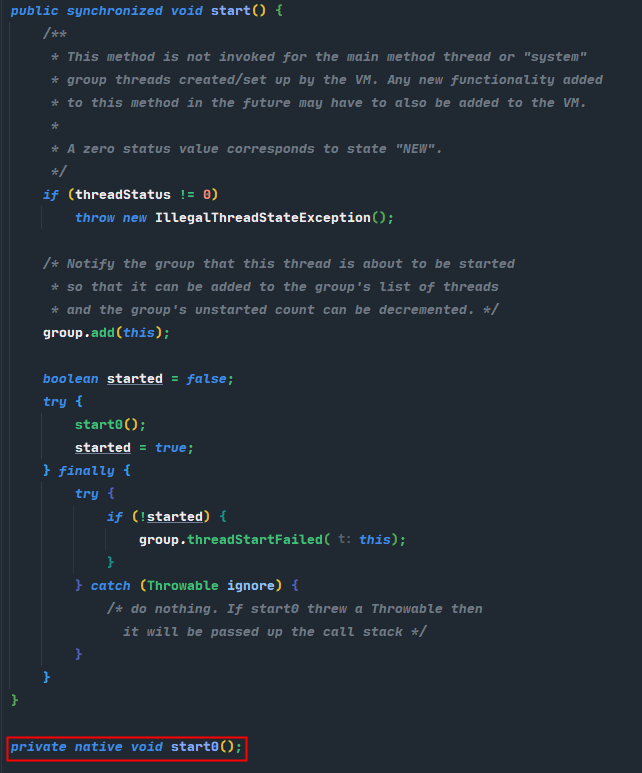 public synchronized void start() {
/**
* This method is not invoked for the main method thread or "system"
* group threads created/set up by the VM. Any new functionality added
* to this method in the future may have to also be added to the VM.
*
* A zero status value corresponds to state "NEW".
*/
if (threadStatus != 0)
throw new IllegalThreadStateException();
/* Notify the group that this thread is about to be started
* so that it can be added to the group's list of threads
* and the group's unstarted count can be decremented. */
group.add(this);
boolean started = false;
try {
start0();
started = true;
} finally {
try {
if (!started) {
group.threadStartFailed( t: this);
}
} catch (Throwable ignore) {
/* do nothing. If start0 threw a Throwable then
it will be passed up the call stack */
}
}
}
private native void start0();